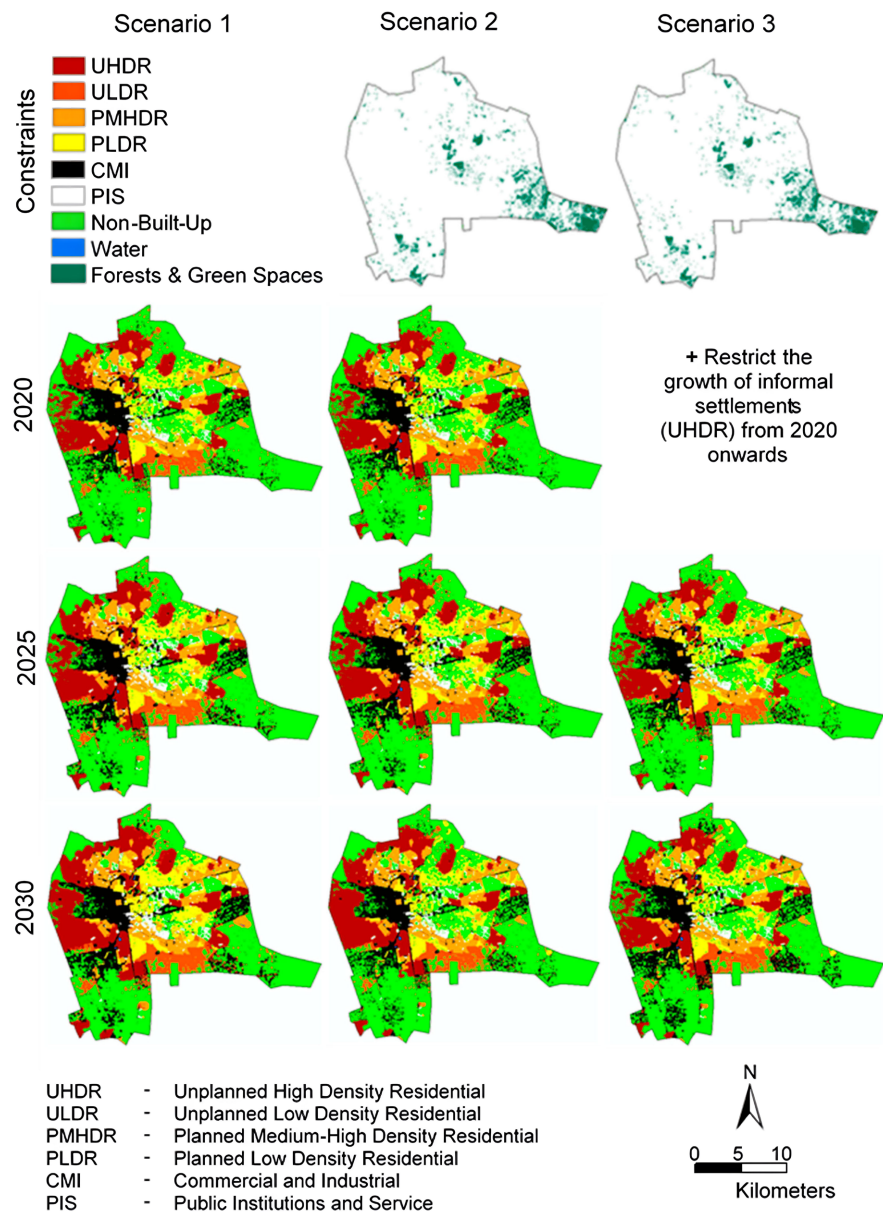 Scenario 1
Scenario 2
Scenario 3
Constraints
UHDR
ULDR
PMHDR
PLDR
CMI
PIS
Non-Built-Up
Water
Forests & Green Spaces
2020
+ Restrict the
growth of informal
settlements
(UHDR) from 2020
onwards
2025
2030
UHDR - Unplanned High Density Residential
ULDR - Unplanned Low Density Residential
PMHDR - Planned Medium-High Density Residential
PLDR - Planned Low Density Residential
CMI - Commercial and Industrial
PIS - Public Institutions and Service
N
0 5 10
Kilometers